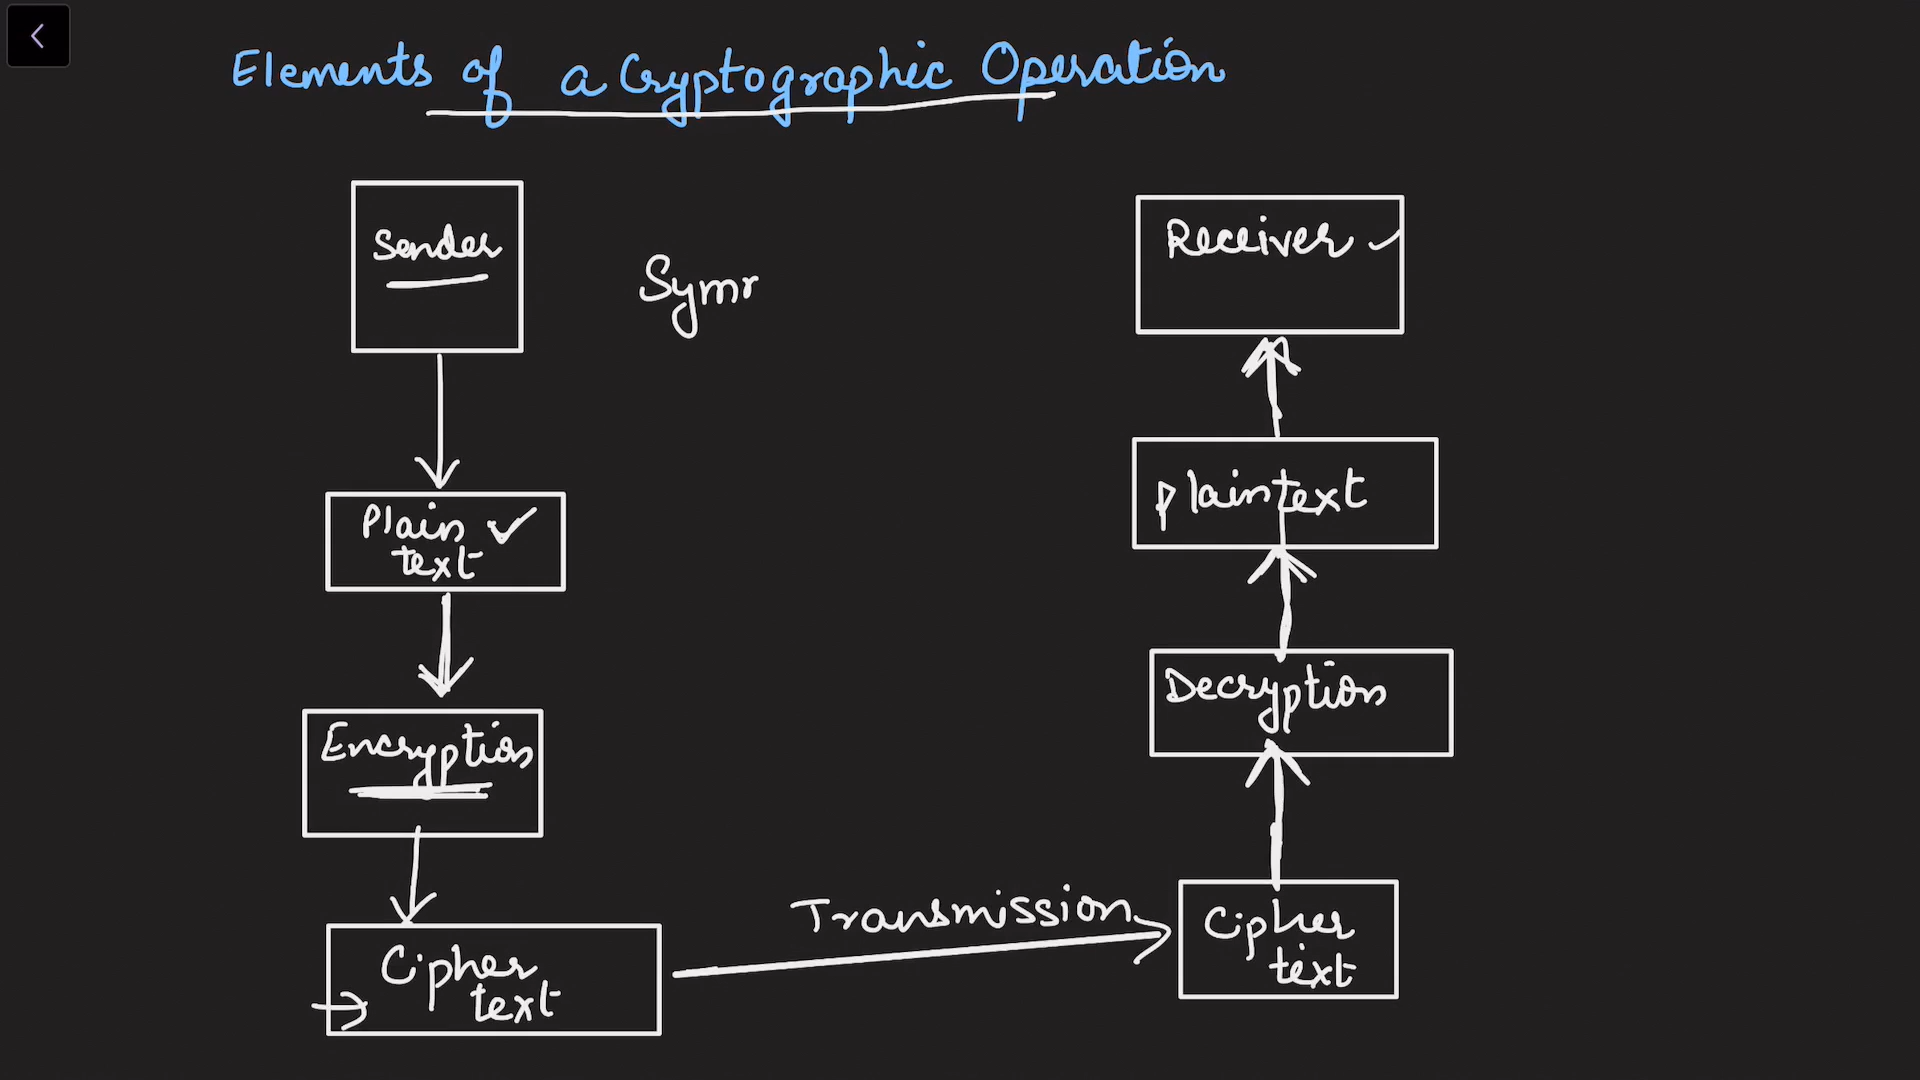 Elements of a Cryptographic Operation
Sender
Symr
Plain
text
Encryption
Cipher
text
Transmission
Receiver
plaintext
Decryption
Cipher
text